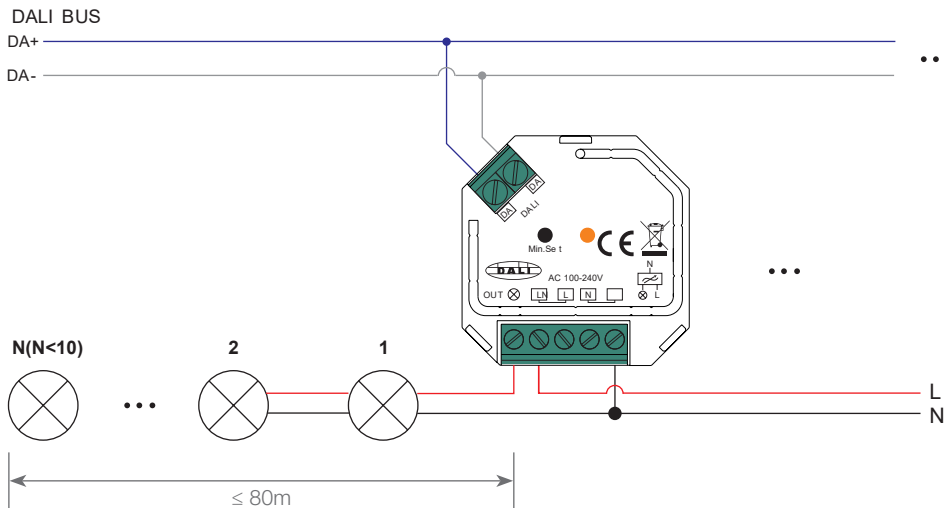 DALI BUS
DA+
DA-
DA
DA
DALI
Min.Se t
CE
DALI
AC 100-240V
N
OUT LN L N L
N(N<10) 2 1
L
N
≤ 80m